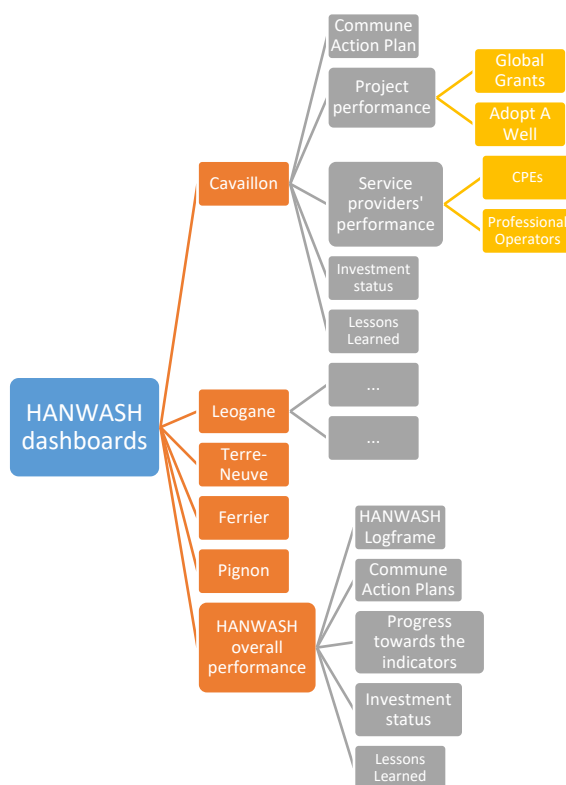 Commune
Action Plan
Project
performance
Global
Grants
Adopt A
Well
Cavaillon
Service
providers'
performance
CPEs
Professional
Operators
Investment
status
Lessons
Learned
HANWASH
dashboards
Leogane
...
...
Terre-
Neuve
Ferrier
Pignon
HANWASH
overall
performance
HANWASH
Logframe
Commune
Action Plans
Progress
towards the
indicators
Investment
status
Lessons
Learned